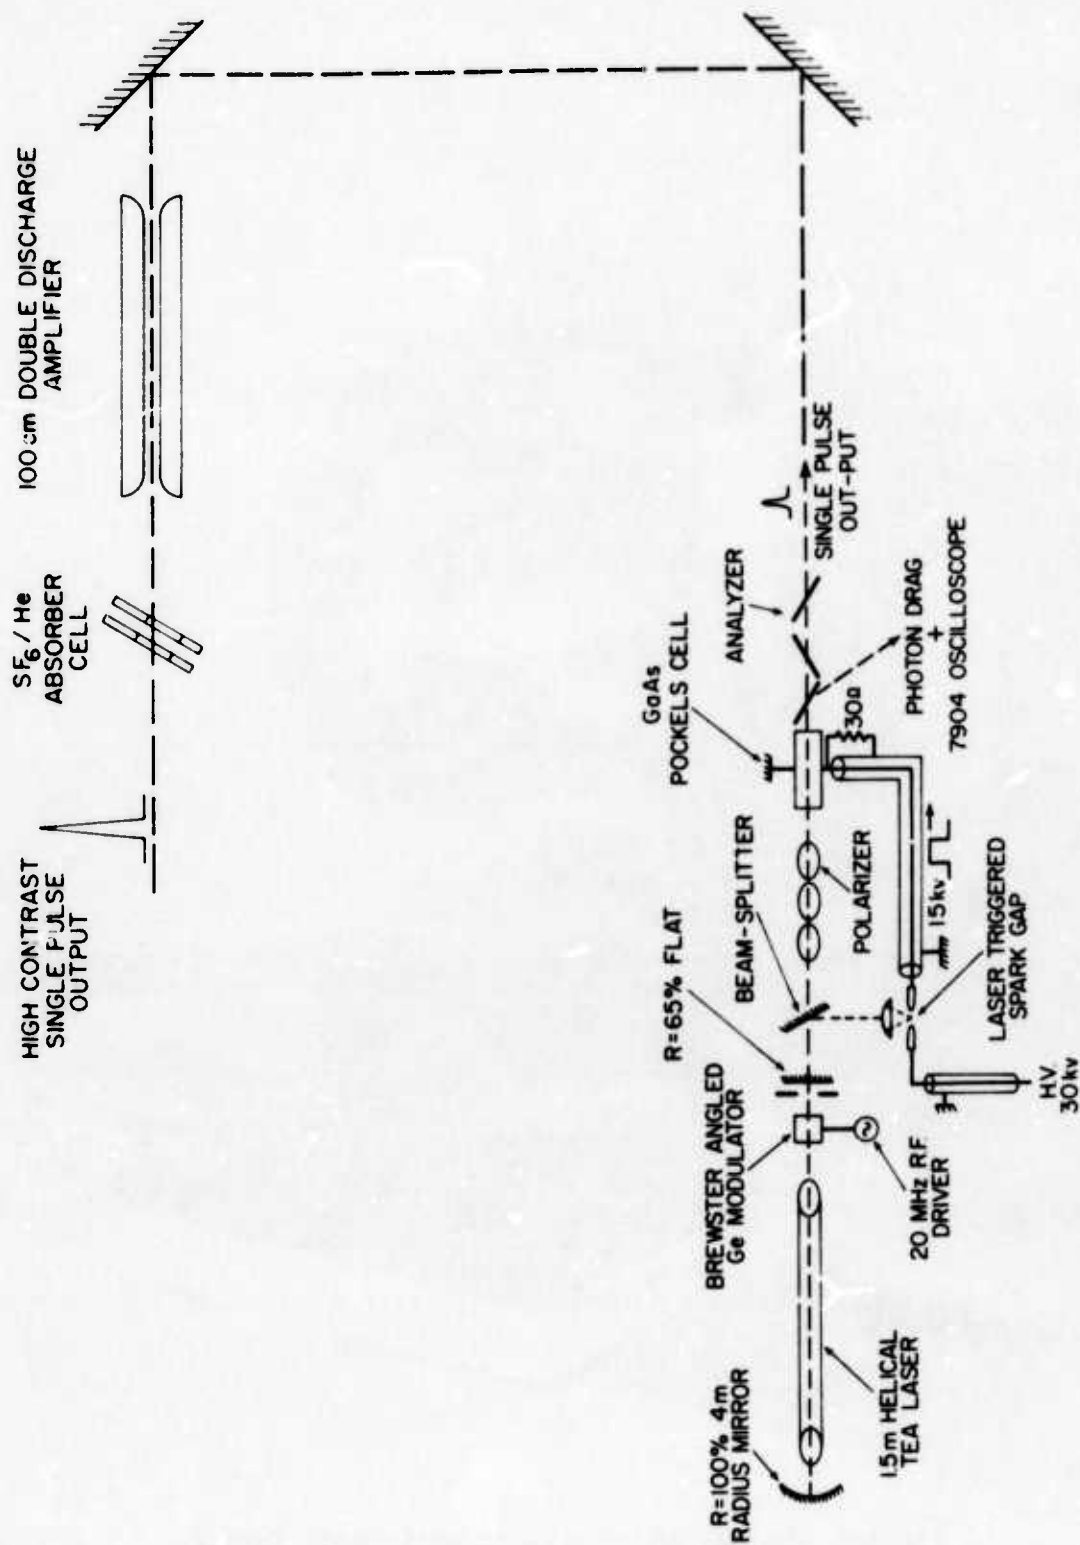 HIGH CONTRAST
SINGLE PULSE
OUTPUT
SF6 / He
ABSORBER
CELL
100 cm DOUBLE DISCHARGE
AMPLIFIER
R=100% 4m
RADIUS MIRROR
1.5m HELICAL
TEA LASER
BREWSTER ANGLED
Ge MODULATOR
20 MHz R.F.
DRIVER
R=65% FLAT
BEAM-SPLITTER
H.V.
30kv
LASER TRIGGERED
SPARK GAP
15kv
POLARIZER
GaAs
POCKELS CELL
30Ω
ANALYZER
PHOTON DRAG
+
7904 OSCILLOSCOPE
SINGLE PULSE
OUT-PUT